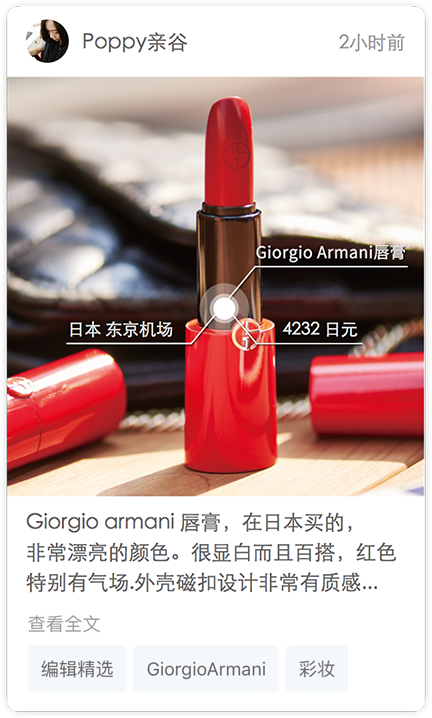 Poppy亲谷
2小时前
Giorgio Armani唇膏
日本 东京机场
4232 日元
Giorgio armani 唇膏，在日本买的，
非常漂亮的颜色。很显白而且百搭，红色
特别有气场.外壳磁扣设计非常有质感...
查看全文
编辑精选
GiorgioArmani
彩妆